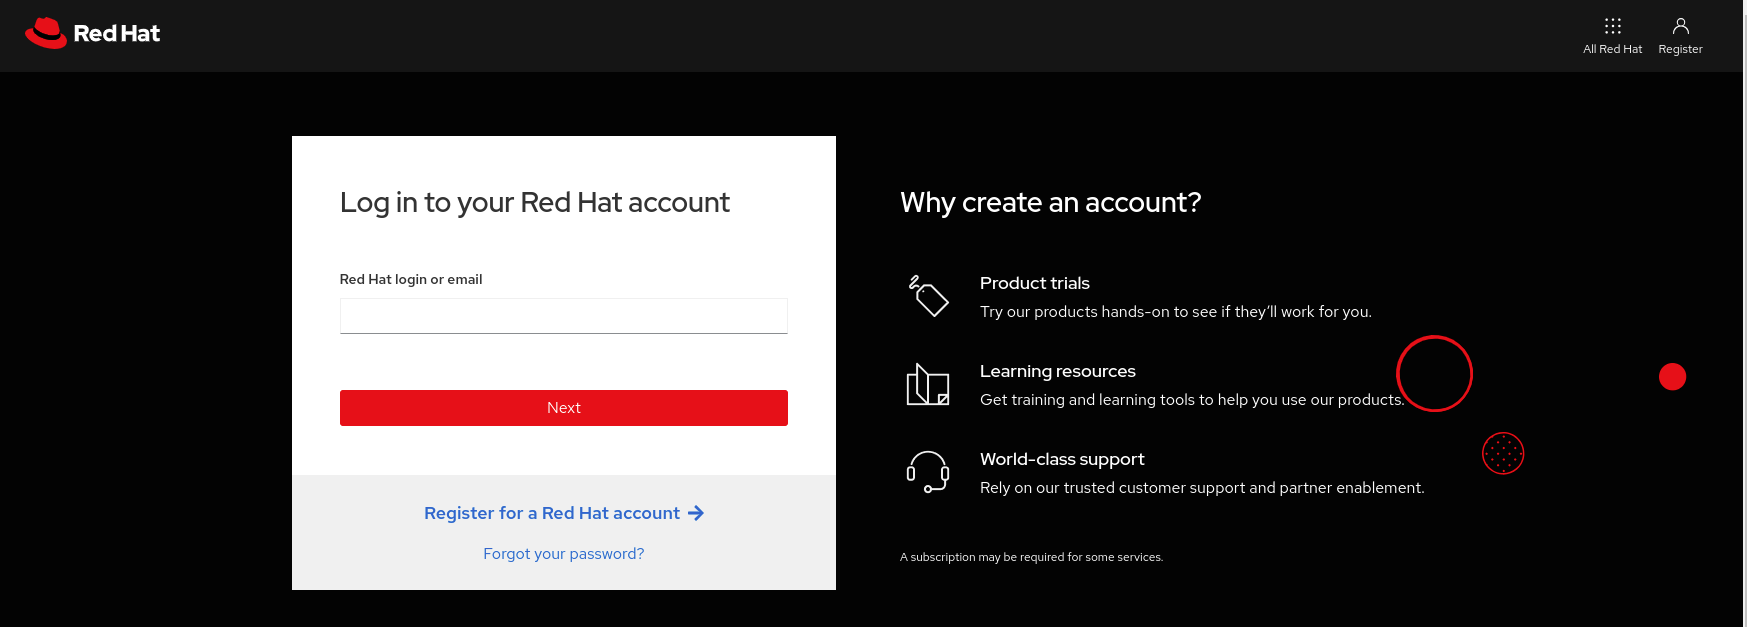 Red Hat
All Red Hat
Register
Log in to your Red Hat account
Red Hat login or email
Next
Register for a Red Hat account
Forgot your password?
Why create an account?
Product trials
Try our products hands-on to see if they’ll work for you.
Learning resources
Get training and learning tools to help you use our products.
World-class support
Rely on our trusted customer support and partner enablement.
A subscription may be required for some services.